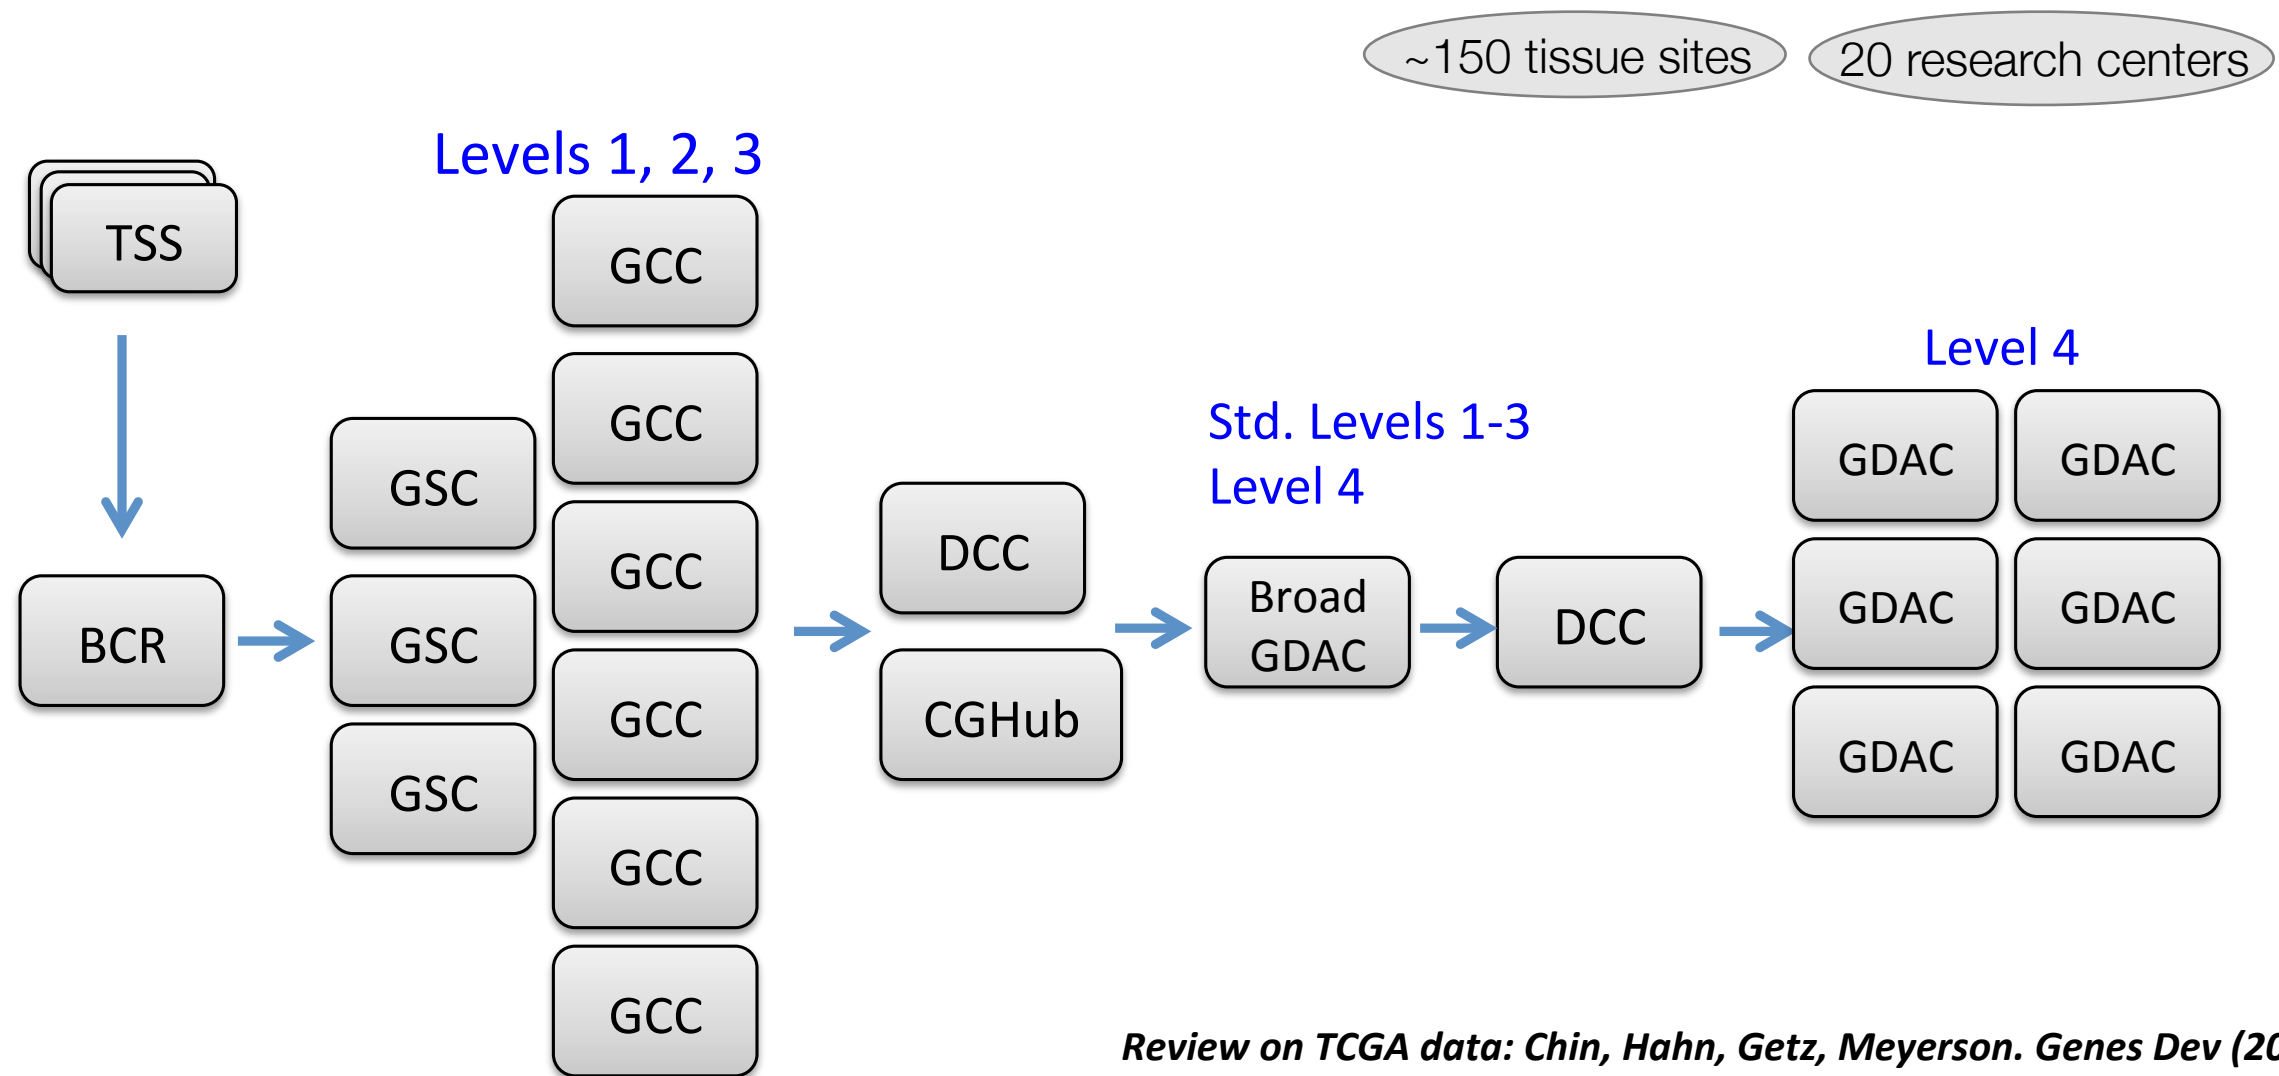 ~150 tissue sites
20 research centers
Levels 1, 2, 3
TSS
BCR
GSC
GSC
GSC
GCC
GCC
GCC
GCC
GCC
GCC
DCC
CGHub
Std. Levels 1-3
Level 4
Broad
GDAC
DCC
Level 4
GDAC
GDAC
GDAC
GDAC
GDAC
GDAC
Review on TCGA data: Chin, Hahn, Getz, Meyerson. Genes Dev (20